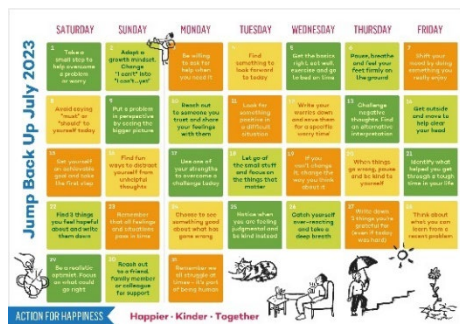 Jump Back Up July 2023
SATURDAY SUNDAY MONDAY TUESDAY WEDNESDAY THURSDAY FRIDAY
1
Take a
small step to
help overcome
a problem
or worry
2
Adopt a
growth mindset.
Change
"I can't" into
"I can't...yet"
3
Be willing
to ask for
help when
you need it
4
Find
something to
look forward
to today
5
Get the basics
right: eat well,
exercise and go
to bed on time
6
Pause, breathe
and feel your
feet firmly on
the ground
7
Shift your
mood by doing
something you
really enjoy
8
Avoid saying
"must" or
"should" to
yourself today
9
Put a problem
in perspective
by seeing the
bigger picture
10
Reach out
to someone
you trust and
share your
feelings with them
11
Look for
something
positive in
a difficult
situation
12
Write your
worries down
and save them
for a specific
'worry time'
13
Challenge
negative
thoughts. Find
an alternative
interpretation
14
Get outside
and move to
help clear
your head
15
Set yourself
an achievable
goal and take
the first step
16
Find fun
ways to distract
yourself from
unhelpful
thoughts
17
Use one of
your strengths
to overcome a
challenge today
18
Let go of
the small stuff
and focus on
the things that
matter
19
If you
can't change
it, change the
way you think
about it
20
When things
go wrong, pause
and be kind
to yourself
21
Identify what
helped you
get through a
tough time in
your life
22
Find 3 things
you feel hopeful
about and write
them down
23
Remember
that all feelings
and situations
pass in time
24
Choose to see
something good
about what has
gone wrong
25
Notice when
you are feeling
judgmental and
be kind instead
26
Catch yourself
over-reacting
and take a
deep breath
27
Write down
3 things you're
grateful for
(even if today
was hard)
28
Think about
what you can
learn from a
recent problem
29
Be a realistic
optimist. Focus
on what could
go right
30
Reach out
to a friend,
family member
or colleague
for support
31
Remember we
all struggle at
times - it's part
of being human
ACTION FOR HAPPINESS
Happier · Kinder · Together